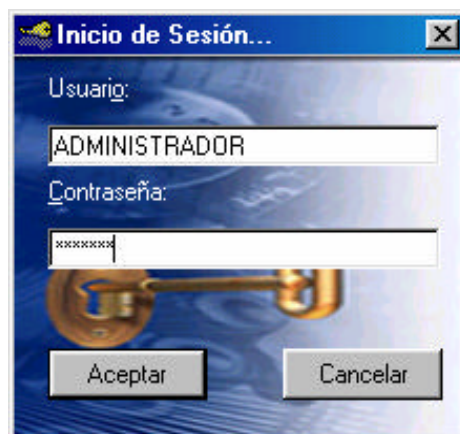 Inicio de Sesión...
Usuario:
ADMINISTRADOR
Contraseña:
*******
Aceptar
Cancelar